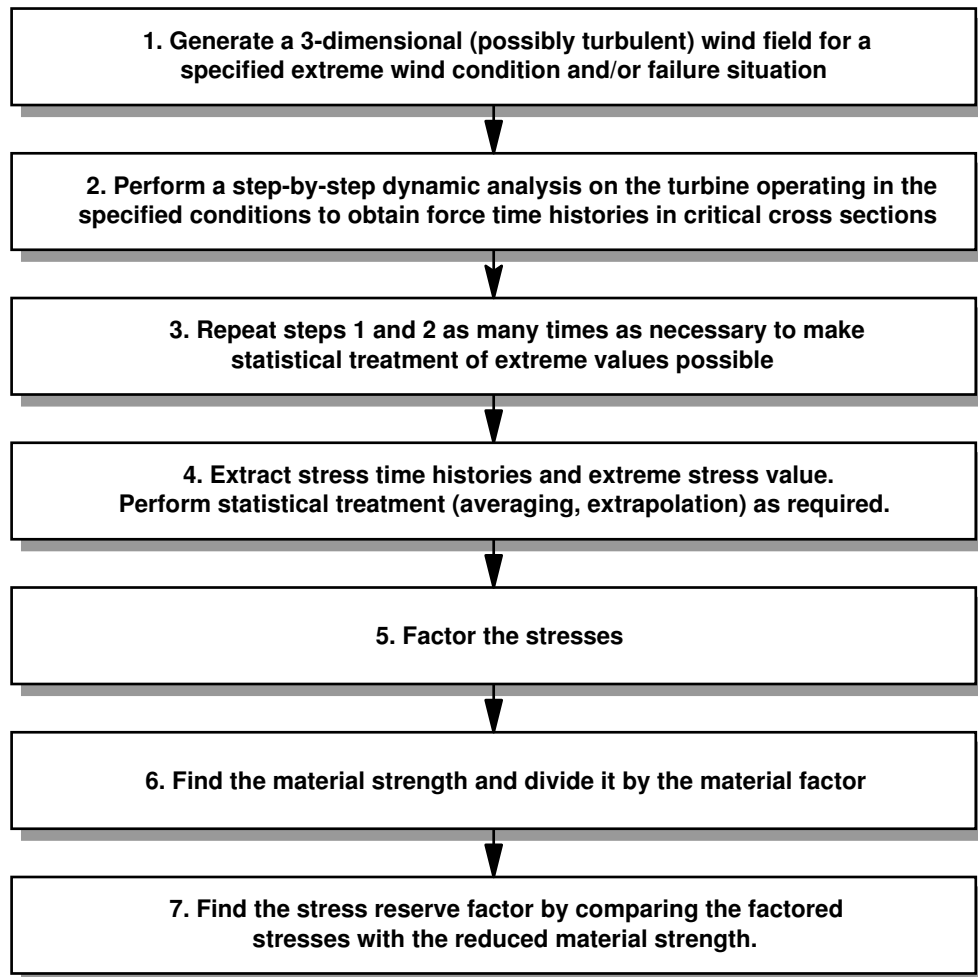 1. Generate a 3-dimensional (possibly turbulent) wind field for a
specified extreme wind condition and/or failure situation
2. Perform a step-by-step dynamic analysis on the turbine operating in the
specified conditions to obtain force time histories in critical cross sections
3. Repeat steps 1 and 2 as many times as necessary to make
statistical treatment of extreme values possible
4. Extract stress time histories and extreme stress value.
Perform statistical treatment (averaging, extrapolation) as required.
5. Factor the stresses
6. Find the material strength and divide it by the material factor
7. Find the stress reserve factor by comparing the factored
stresses with the reduced material strength.